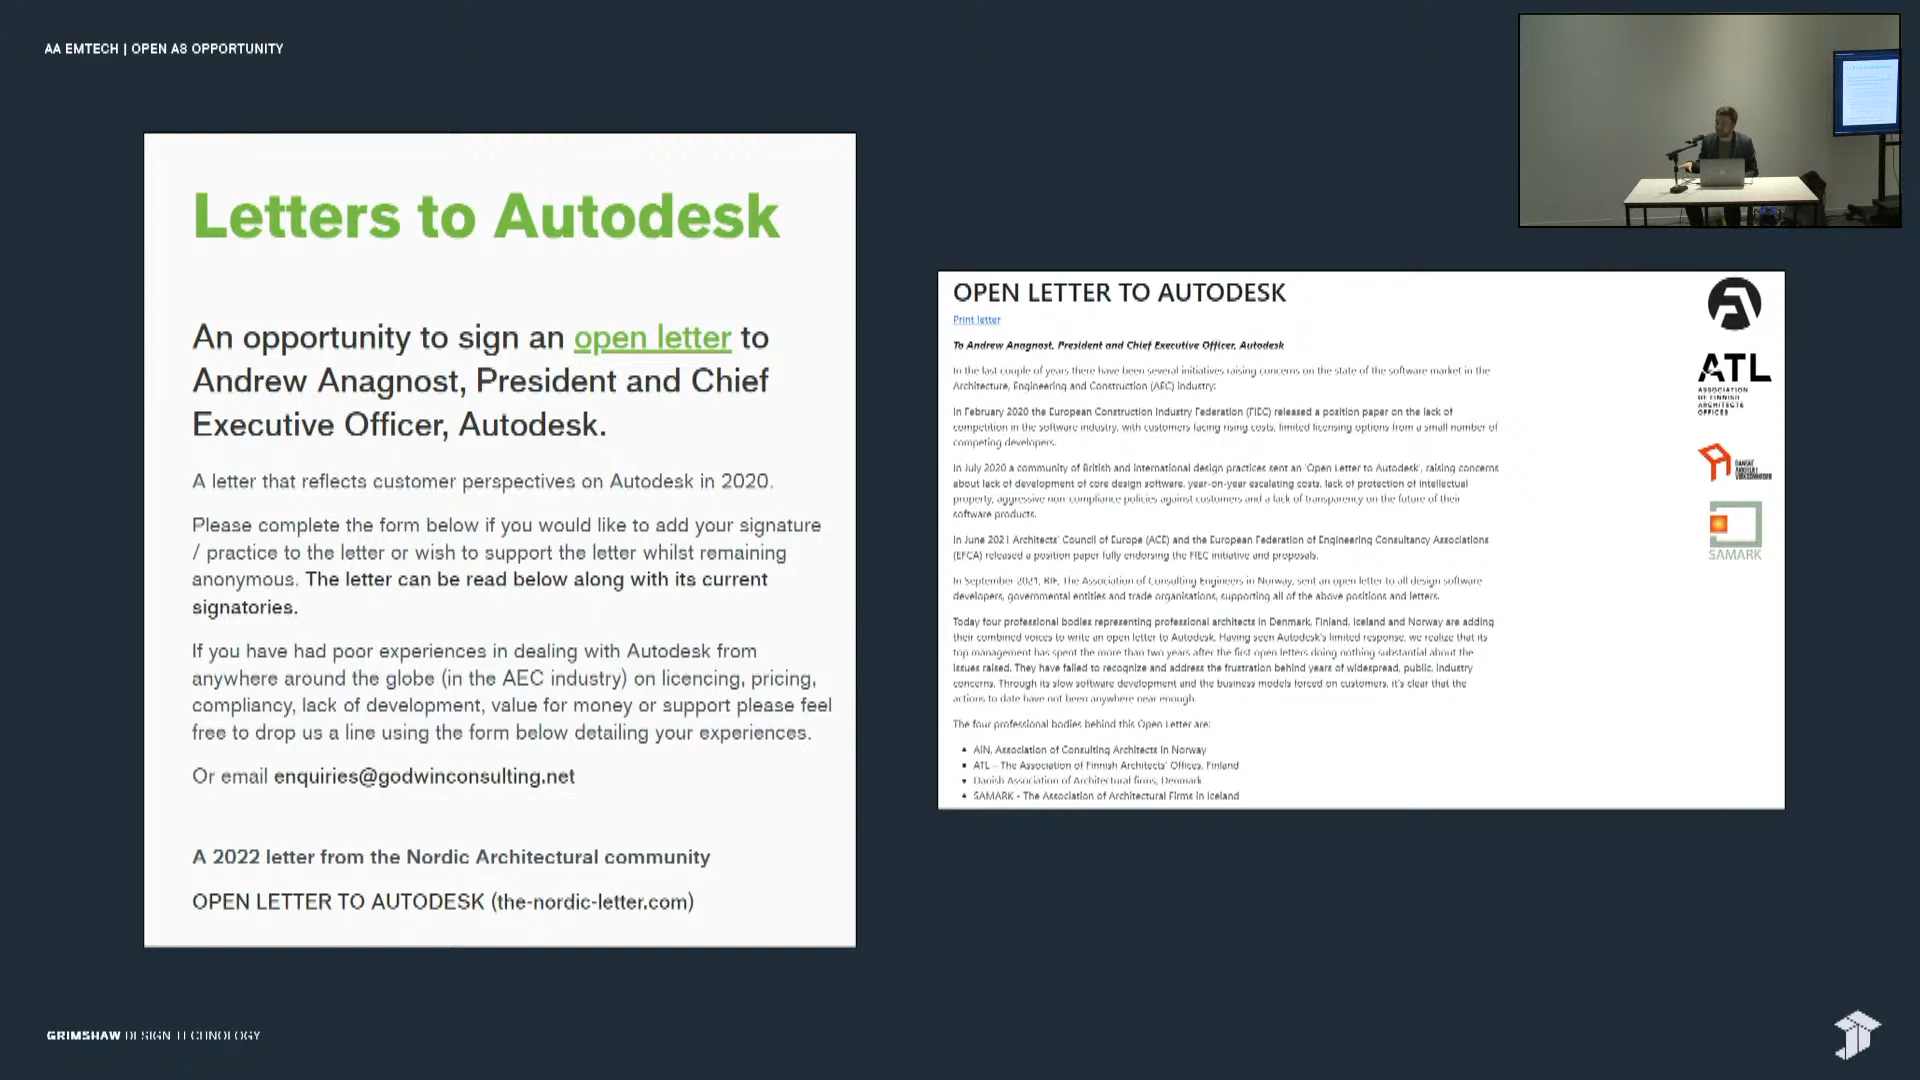 AA EMTECH | OPEN AS OPPORTUNITY
Letters to Autodesk
An opportunity to sign an open letter to
Andrew Anagnost, President and Chief
Executive Officer, Autodesk.
A letter that reflects customer perspectives on Autodesk in 2020.
Please complete the form below if you would like to add your signature
/ practice to the letter or wish to support the letter whilst remaining
anonymous. The letter can be read below along with its current
signatories.
If you have had poor experiences in dealing with Autodesk from
anywhere around the globe (in the AEC industry) on licencing, pricing,
compliancy, lack of development, value for money or support please feel
free to drop us a line using the form below detailing your experiences.
Or email enquiries@godwinconsulting.net
A 2022 letter from the Nordic Architectural community
OPEN LETTER TO AUTODESK (the-nordic-letter.com)
OPEN LETTER TO AUTODESK
Print letter
To Andrew Anagnost, President and Chief Executive Officer, Autodesk
In the last couple of years there have been several initiatives raising concerns on the state of the software market in the
Architecture, Engineering and Construction (AEC) industry:
In February 2020 the European Construction Industry Federation (FIEC) released a position paper on the lack of
competition in the software industry, with customers facing rising costs, limited licensing options from a small number of
competing developers.
In July 2020 a community of British and international design practices sent an 'Open Letter to Autodesk', raising concerns
about lack of development of core design software, year-on-year escalating costs, lack of protection of intellectual
property, aggressive non-compliance policies against customers and a lack of transparency on the future of their
software products.
In June 2021 Architects' Council of Europe (ACE) and the European Federation of Engineering Consultancy Associations
(EFCA) released a position paper fully endorsing the FIEC initiative and proposals.
In September 2021, RIF, The Association of Consulting Engineers in Norway, sent an open letter to all design software
developers, governmental entities and trade organisations, supporting all of the above positions and letters.
Today four professional bodies representing professional architects in Denmark, Finland, Iceland and Norway are adding
their combined voices to write an open letter to Autodesk. Having seen Autodesk's limited response, we realize that its
top management has spent the more than two years after the first open letters doing nothing substantial about the
issues raised. They have failed to recognize and address the frustration behind years of widespread, public, industry
concerns. Through its slow software development and the business models forced on customers, it's clear that the
actions to date have not been anywhere near enough.
The four professional bodies behind this Open Letter are:
• AIN, Association of Consulting Architects in Norway
• ATL – The Association of Finnish Architects' Offices, Finland
• Danish Association of Architectural firms, Denmark
• SAMARK - The Association of Architectural Firms in Iceland
ATL
ASSOCIATION
OF FINNISH
ARCHITECTS
OFFICES
DANSKE
ARKITEKT
VIRKSOMHEDER
SAMARK
GRIMSHAW DESIGN TECHNOLOGY